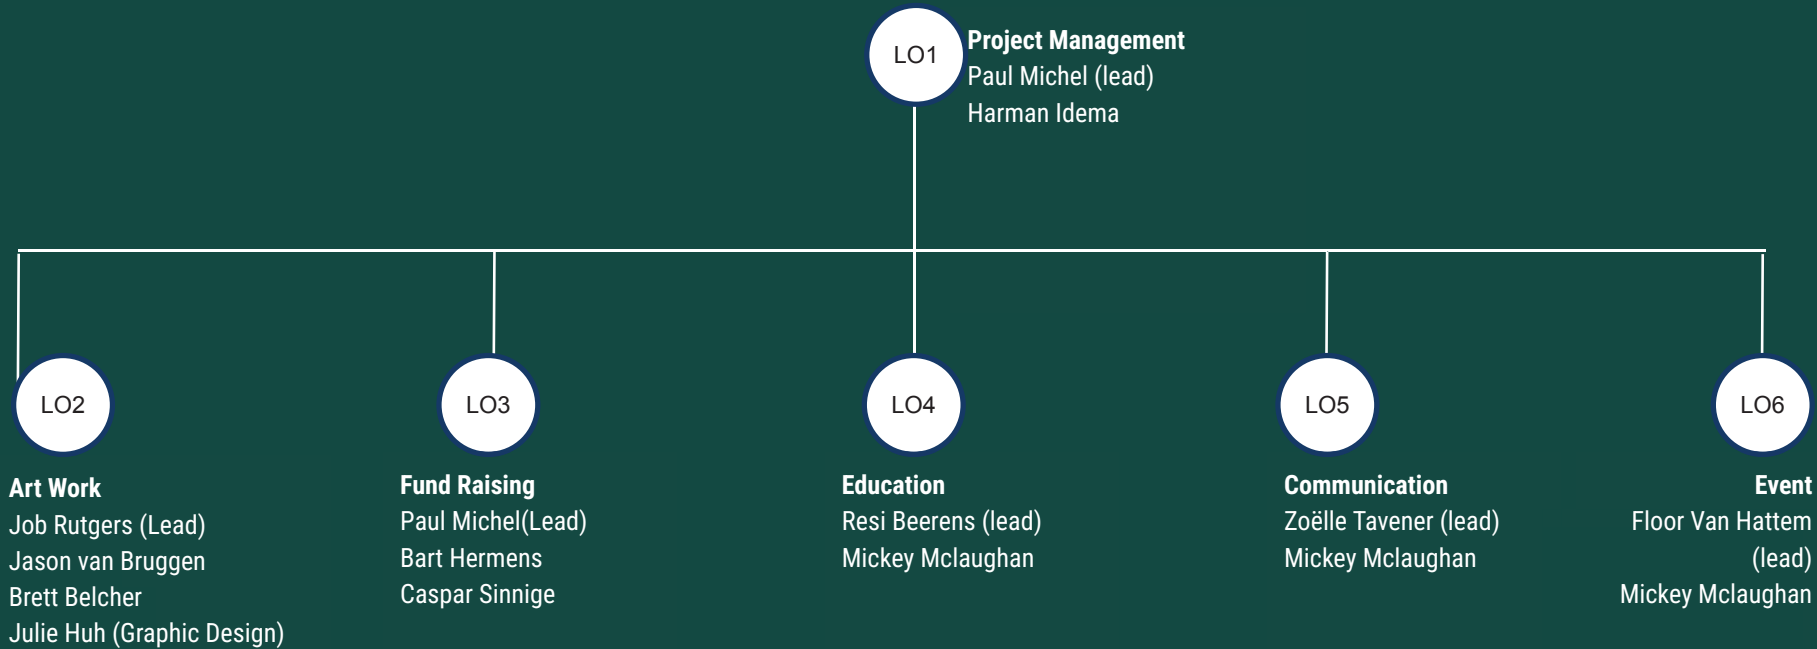 LO1
Project Management
Paul Michel (lead)
Harman Idema
LO2
Art Work
Job Rutgers (Lead)
Jason van Bruggen
Brett Belcher
Julie Huh (Graphic Design)
LO3
Fund Raising
Paul Michel(Lead)
Bart Hermens
Caspar Sinnige
LO4
Education
Resi Beerens (lead)
Mickey Mclaughan
LO5
Communication
Zoëlle Tavener (lead)
Mickey Mclaughan
LO6
Event
Floor Van Hattem
(lead)
Mickey Mclaughan